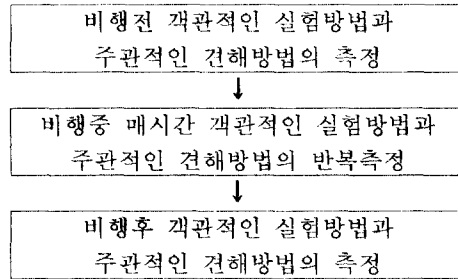 비행전 객관적인 실험방법과
주관적인 견해방법의 측정
비행중 매시간 객관적인 실험방법과
주관적인 견해방법의 반복측정
비행후 객관적인 실험방법과
주관적인 견해방법의 측정